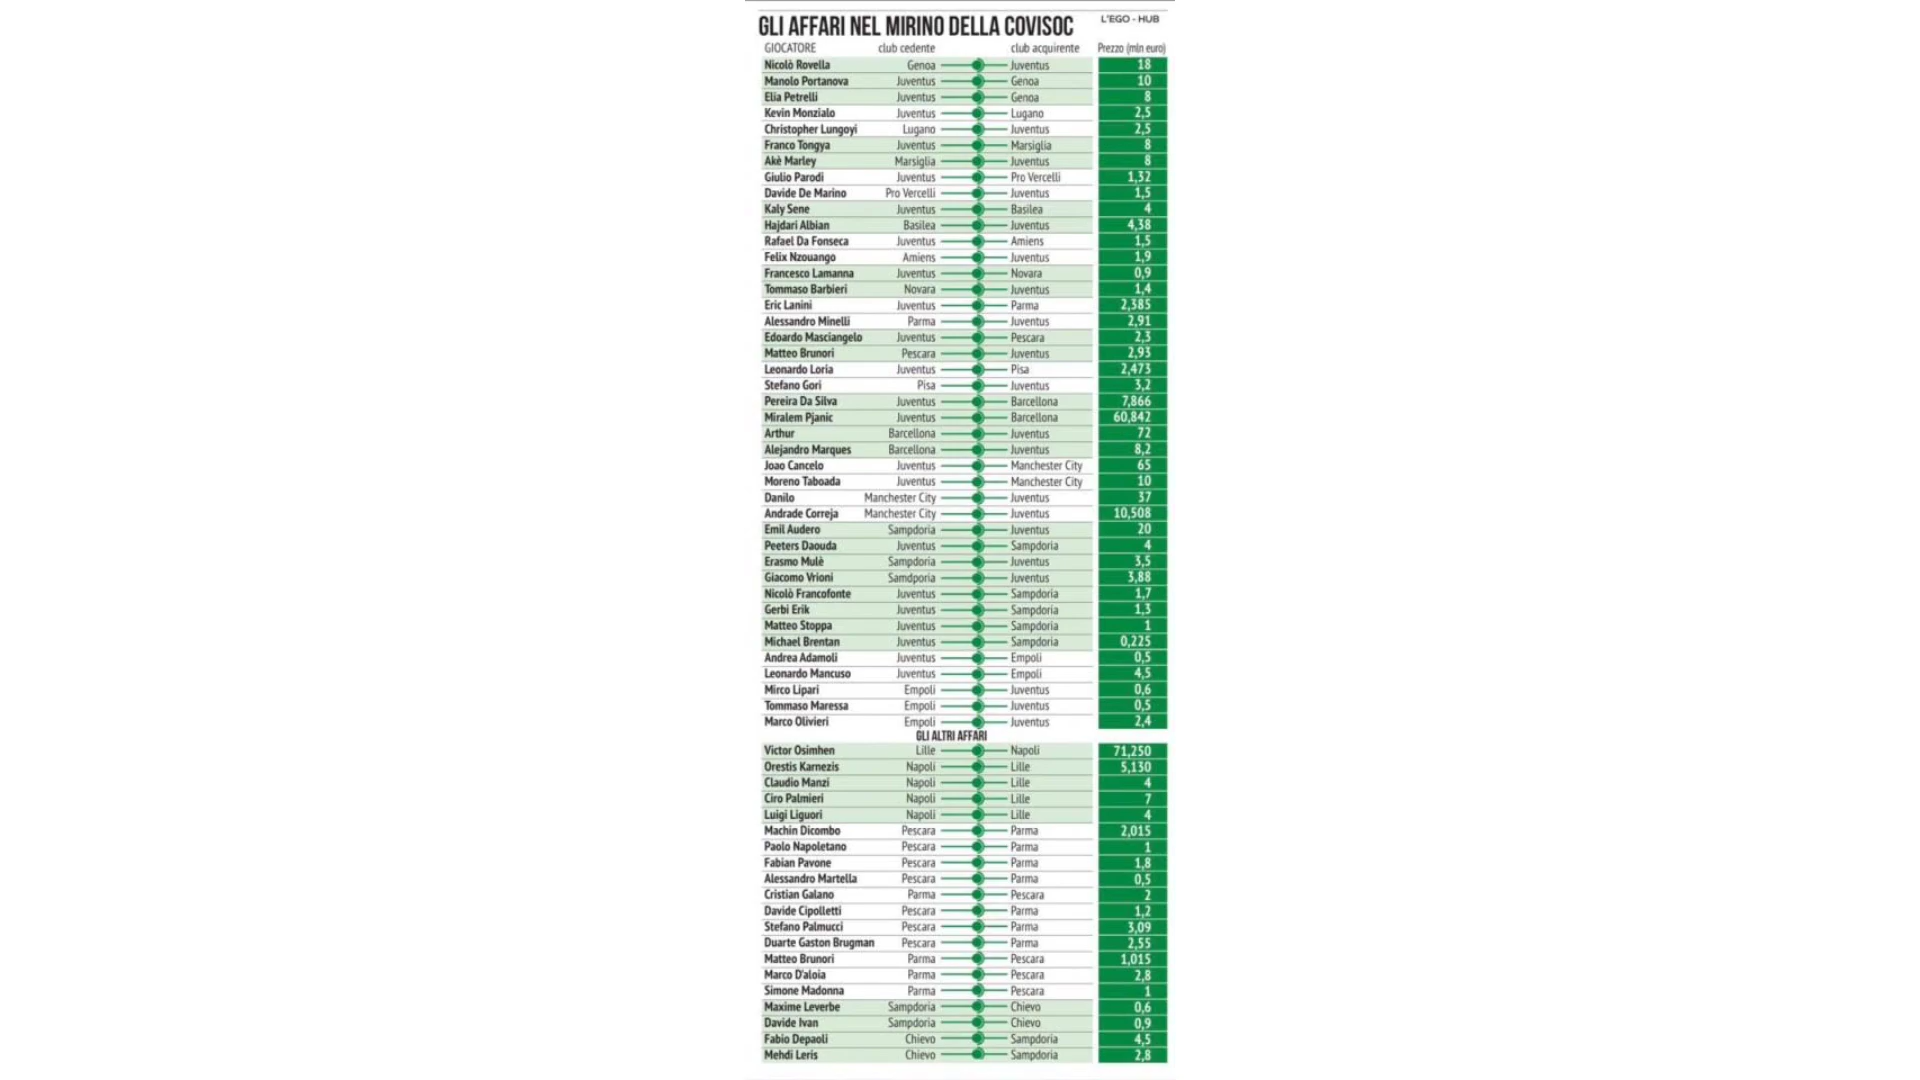 GLI AFFARI NEL MIRINO DELLA COVISOC L'EGO - HUB
GIOCATORE club cedente club acquirente Prezzo (mln euro)
Nicolò Rovella Genoa Juventus 18
Manolo Portanova Juventus Genoa 10
Elia Petrelli Juventus Genoa 8
Kevin Monzialo Juventus Lugano 2,5
Christopher Lungoyi Lugano Juventus 2,5
Franco Tongya Juventus Marsiglia 8
Akè Marley Marsiglia Juventus 8
Giulio Parodi Juventus Pro Vercelli 1,32
Davide De Marino Pro Vercelli Juventus 1,5
Kaly Sene Juventus Basilea 4
Hajdari Albian Basilea Juventus 4,38
Rafael Da Fonseca Juventus Amiens 1,5
Felix Nzouango Amiens Juventus 1,9
Francesco Lamanna Juventus Novara 0,9
Tommaso Barbieri Novara Juventus 1,4
Eric Lanini Juventus Parma 2,385
Alessandro Minelli Parma Juventus 2,91
Edoardo Masciangelo Juventus Pescara 2,3
Matteo Brunori Pescara Juventus 2,93
Leonardo Loria Juventus Pisa 2,473
Stefano Gori Pisa Juventus 3,2
Pereira Da Silva Juventus Barcellona 7,866
Miralem Pjanic Juventus Barcellona 60,842
Arthur Barcellona Juventus 72
Alejandro Marques Barcellona Juventus 8,2
Joao Cancelo Juventus Manchester City 65
Moreno Taboada Juventus Manchester City 10
Danilo Manchester City Juventus 37
Andrade Correja Manchester City Juventus 10,508
Emil Audero Sampdoria Juventus 20
Peeters Daouda Juventus Sampdoria 4
Erasmo Mulè Sampdoria Juventus 3,5
Giacomo Vrioni Samdporia Juventus 3,88
Nicolò Francofonte Juventus Sampdoria 1,7
Gerbi Erik Juventus Sampdoria 1,3
Matteo Stoppa Juventus Sampdoria 1
Michael Brentan Juventus Sampdoria 0,225
Andrea Adamoli Juventus Empoli 0,5
Leonardo Mancuso Juventus Empoli 4,5
Mirco Lipari Empoli Juventus 0,6
Tommaso Maressa Empoli Juventus 0,5
Marco Olivieri Empoli Juventus 2,4
GLI ALTRI AFFARI
Victor Osimhen Lille Napoli 71,250
Orestis Karnezis Napoli Lille 5,130
Claudio Manzi Napoli Lille 4
Ciro Palmieri Napoli Lille 7
Luigi Liguori Napoli Lille 4
Machin Dicombo Pescara Parma 2,015
Paolo Napoletano Pescara Parma 1
Fabian Pavone Pescara Parma 1,8
Alessandro Martella Pescara Parma 0,5
Cristian Galano Parma Pescara 2
Davide Cipolletti Pescara Parma 1,2
Stefano Palmucci Pescara Parma 3,09
Duarte Gaston Brugman Pescara Parma 2,55
Matteo Brunori Parma Pescara 1,015
Marco D'aloia Parma Pescara 2,8
Simone Madonna Parma Pescara 1
Maxime Leverbe Sampdoria Chievo 0,6
Davide Ivan Sampdoria Chievo 0,9
Fabio Depaoli Chievo Sampdoria 4,5
Mehdi Leris Chievo Sampdoria 2,8